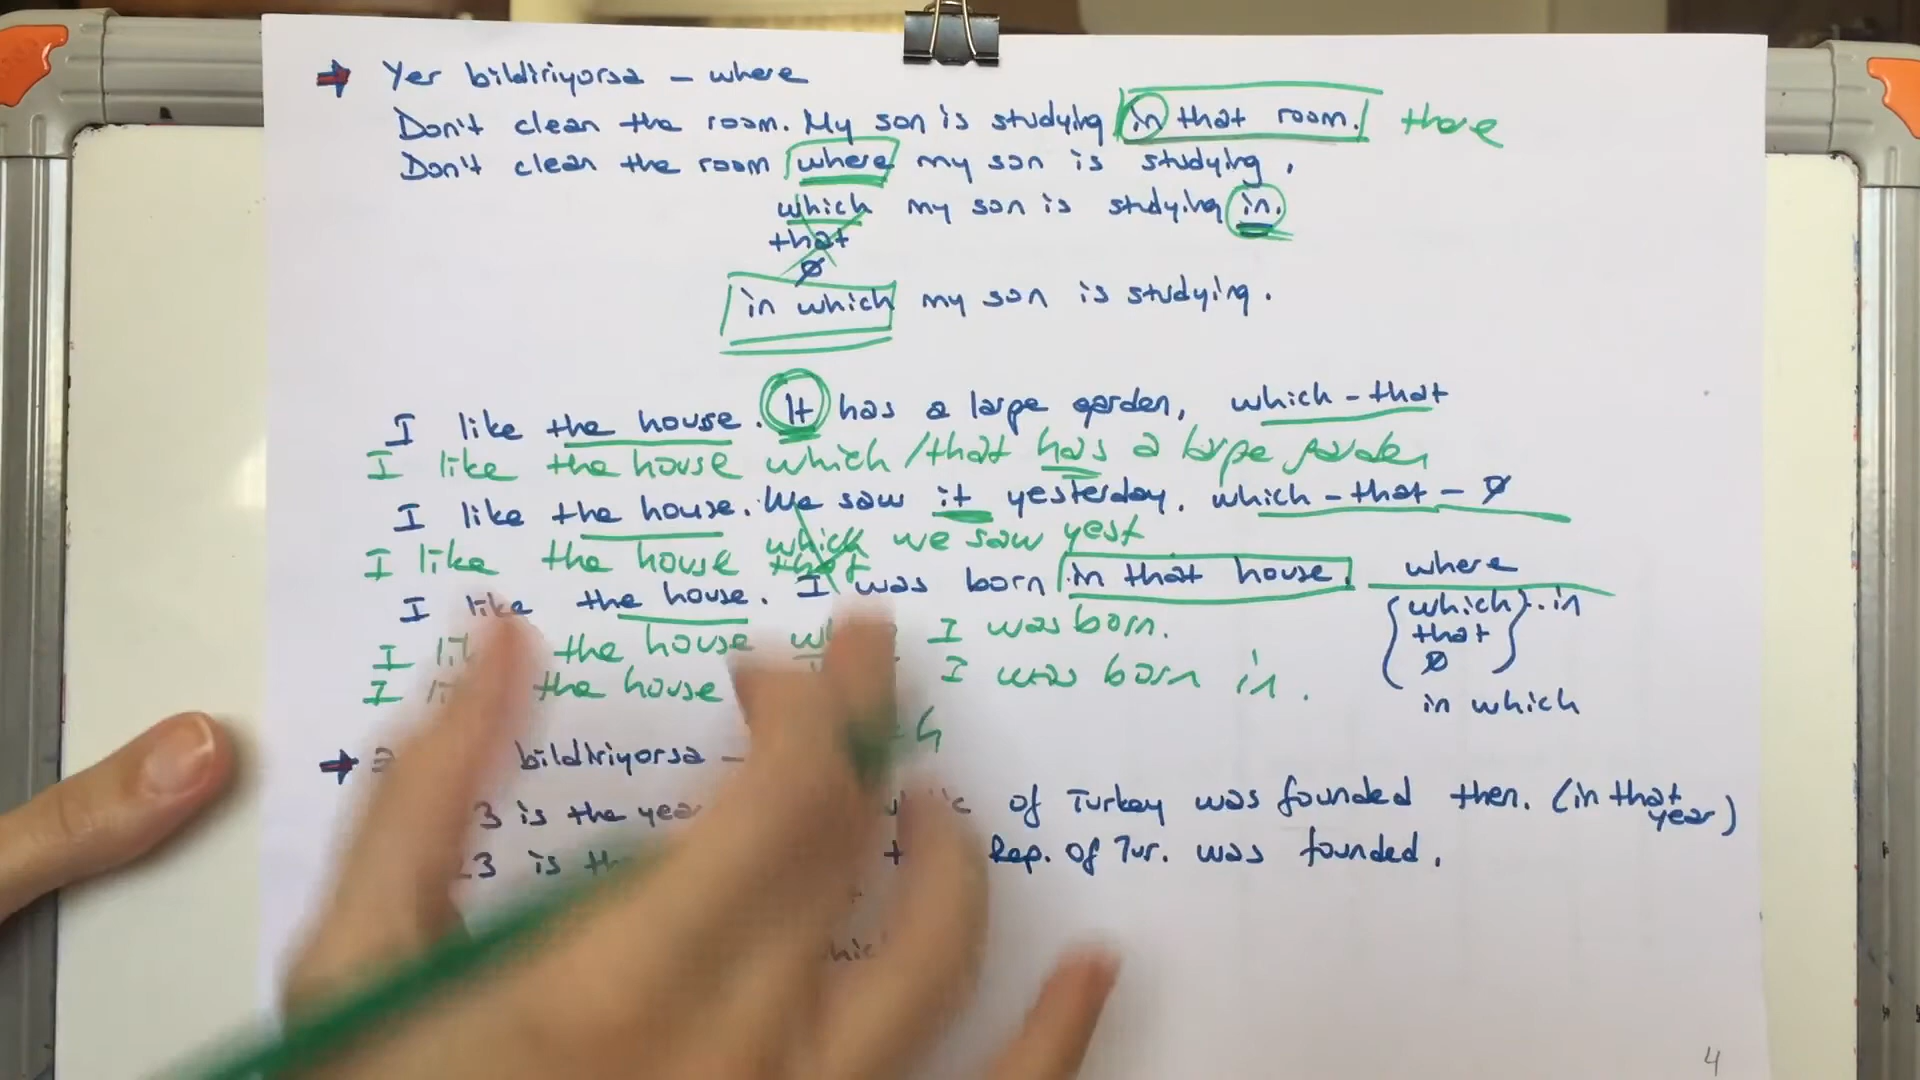 Yer bildiriyorsa - where
Don't clean the room. My son is studying in that room. there
Don't clean the room where my son is studying.
which my son is studying in.
that
Ø
in which my son is studying.
I like the house. It has a large garden, which - that
I like the house which / that has a large garden
I like the house. We saw it yesterday. which - that - Ø
I like the house which we saw yest
that
I like the house. I was born in that house. where
{which} in
that
Ø
in which
I the house I was born.
I the house I was born in.
bildiriyorsa -
3 is the year of Turkey was founded then. (in that year)
23 is Rep. of Tur. was founded.
4